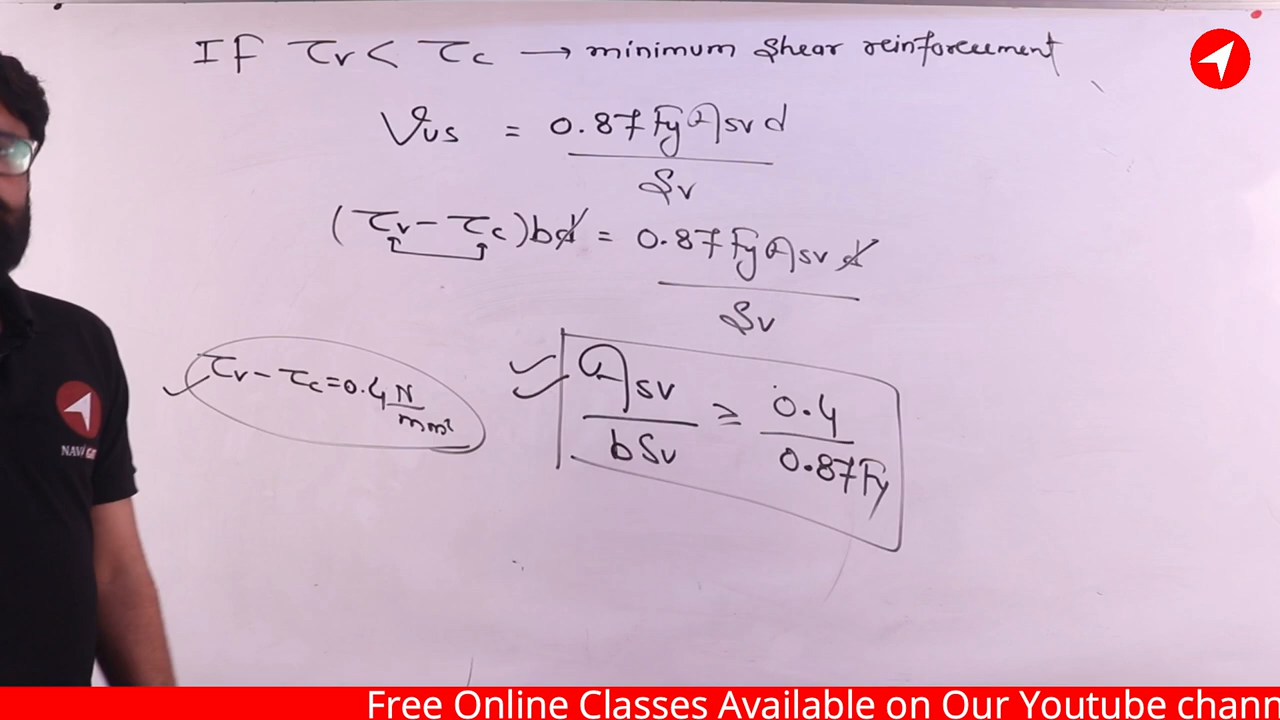 If τv < τc → minimum shear reinforcement
Vus = 0.87 Fy Asv d / Sv
(τv - τc) bd = 0.87 Fy Asv d / Sv
τv - τc = 0.4 N/mm²
Asv / bSv ≥ 0.4 / 0.87 Fy
Free Online Classes Available on Our Youtube chann